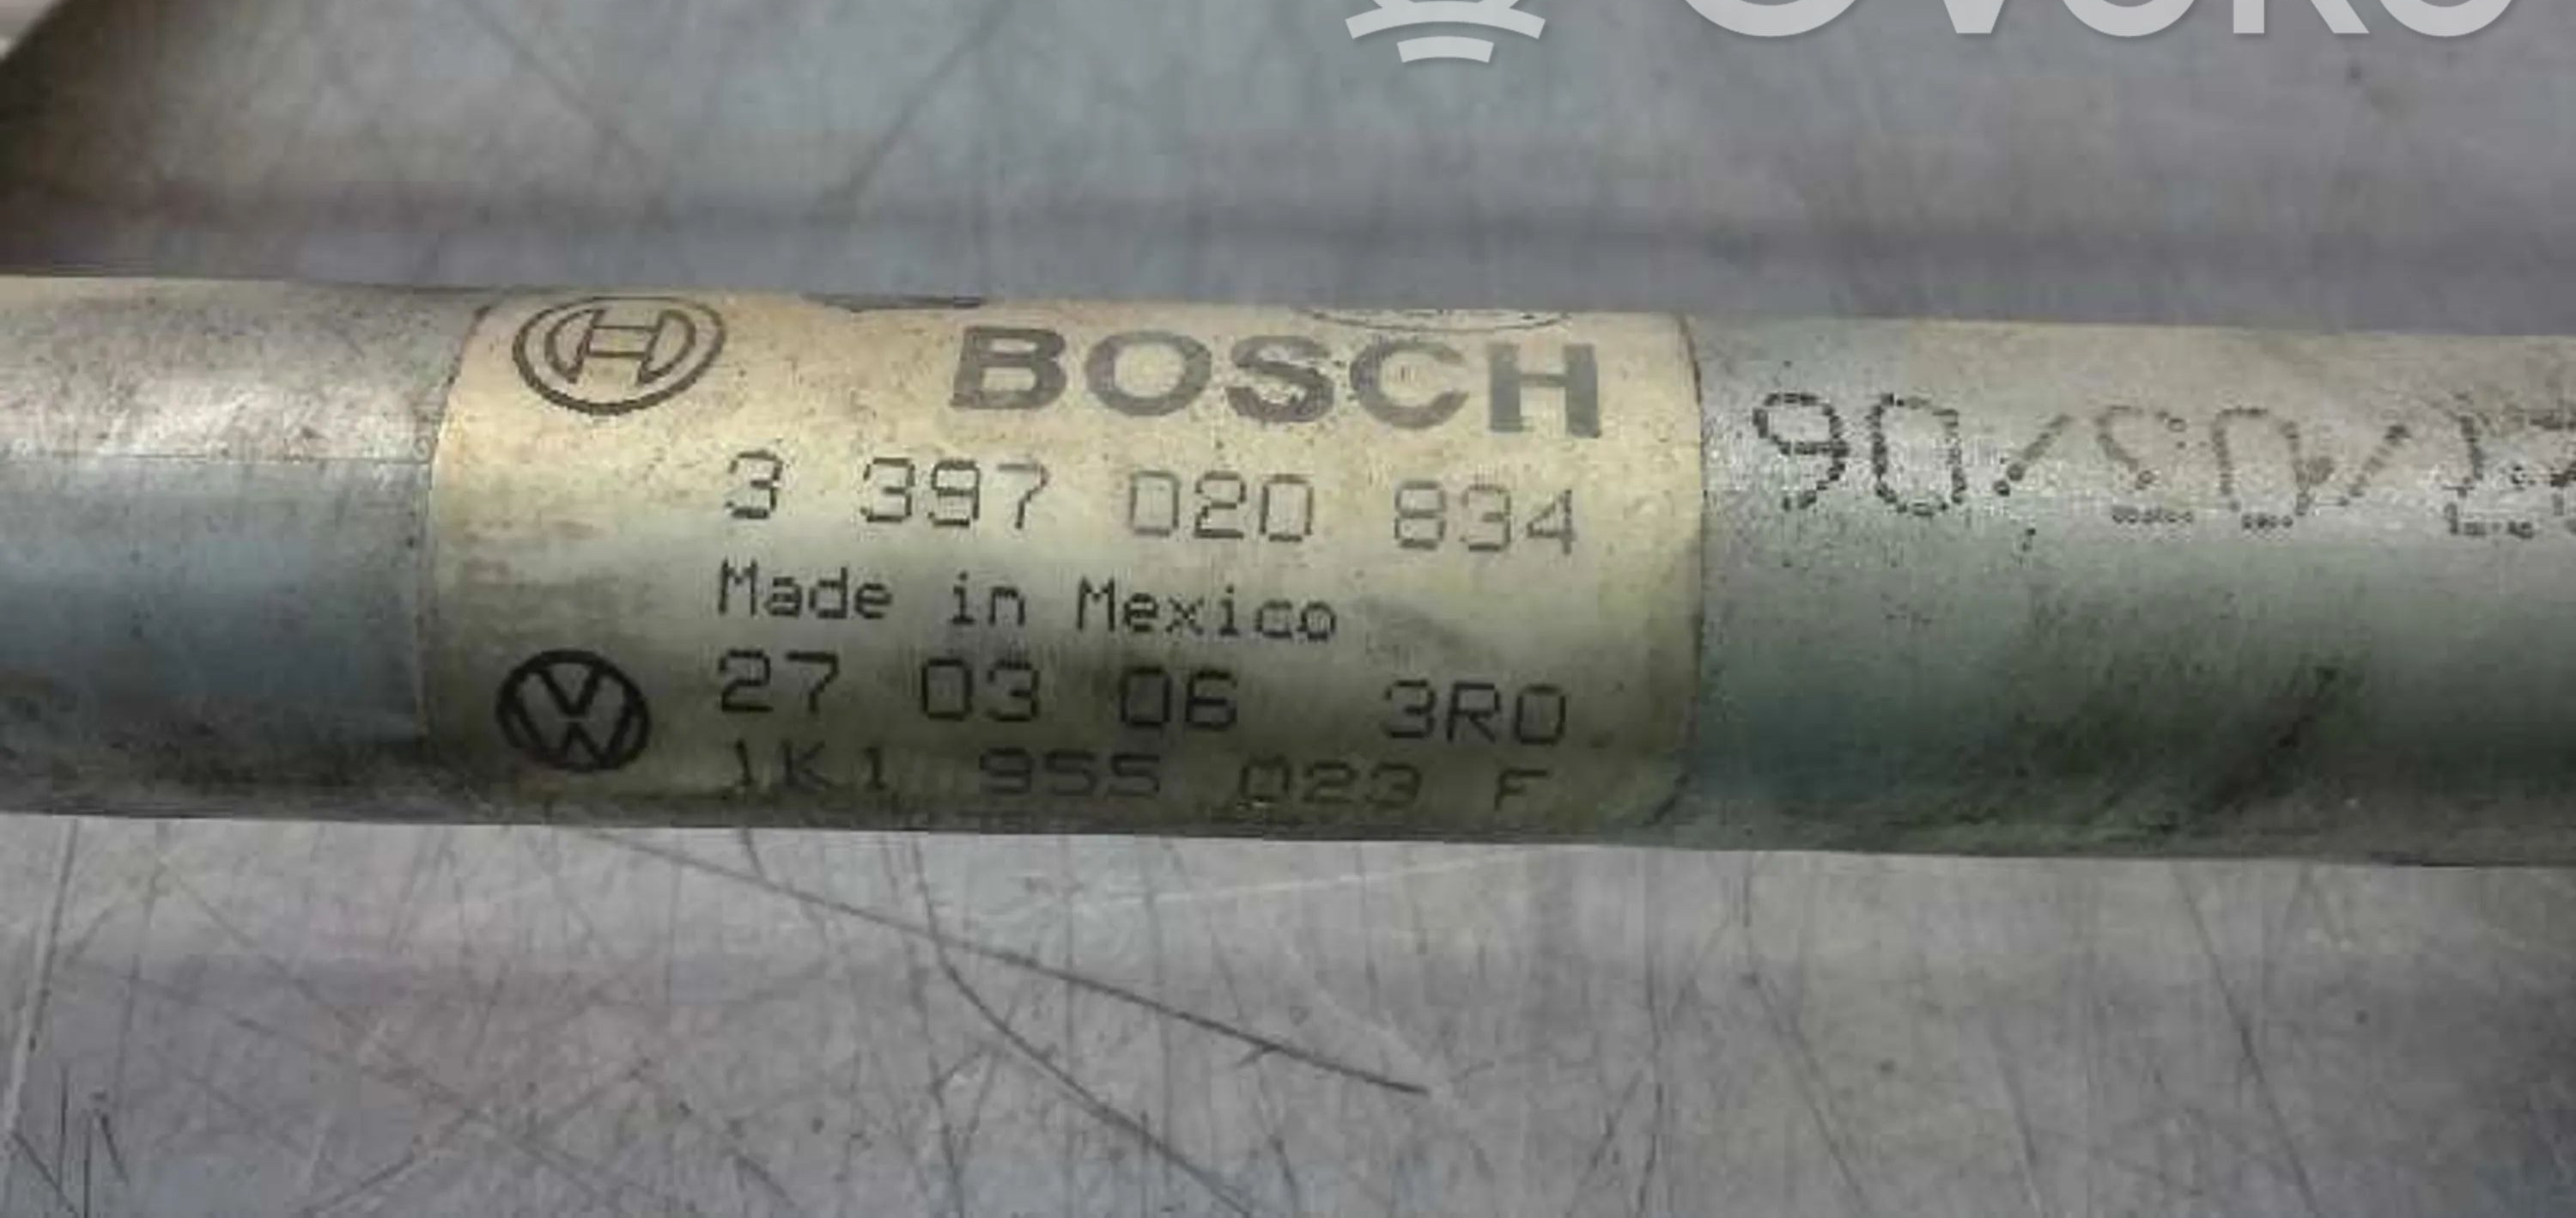 BOSCH
3 397 020 834
Made in Mexico
27 03 06 3R0
1K1 955 023 F